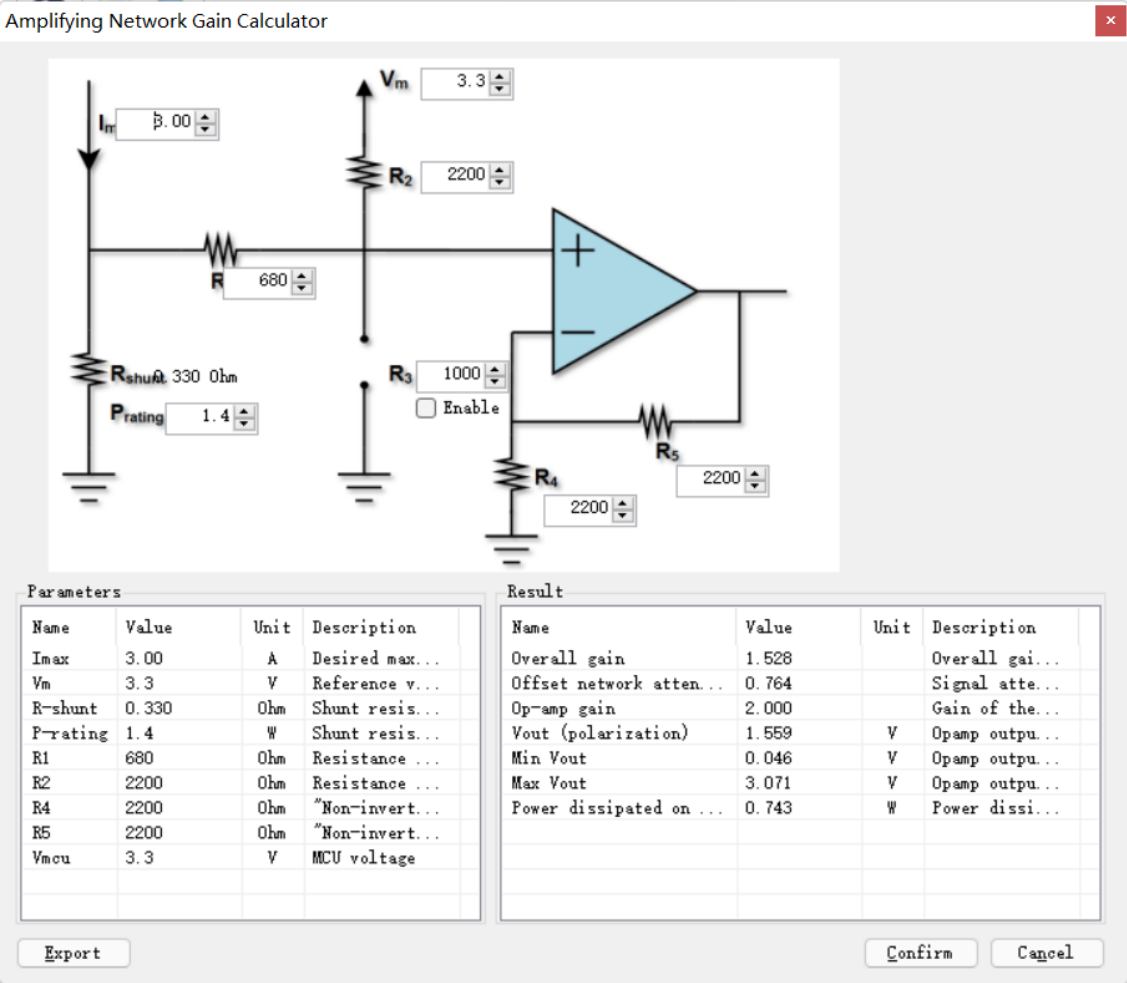 Amplifying Network Gain Calculator
Vm 3.3
Im 3.00
R2 2200
R 680
R3 1000
Enable
Rshunt 0.330 Ohm
Prating 1.4
R5
2200
R4
2200
Parameters
Name Value Unit Description
Imax 3.00 A Desired max...
Vm 3.3 V Reference v...
R-shunt 0.330 Ohm Shunt resis...
P-rating 1.4 W Shunt resis...
R1 680 Ohm Resistance ...
R2 2200 Ohm Resistance ...
R4 2200 Ohm "Non-invert...
R5 2200 Ohm "Non-invert...
Vmcu 3.3 V MCU voltage
Result
Name Value Unit Description
Overall gain 1.528 Overall gai...
Offset network atten... 0.764 Signal atte...
Op-amp gain 2.000 Gain of the...
Vout (polarization) 1.559 V Opamp outpu...
Min Vout 0.046 V Opamp outpu...
Max Vout 3.071 V Opamp outpu...
Power dissipated on ... 0.743 W Power dissi...
Export
Confirm
Cancel